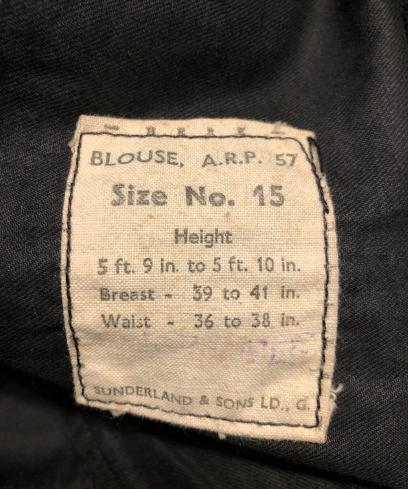 BLOUSE, A.R.P. 57
Size No. 15
Height
5 ft. 9 in. to 5 ft. 10 in.
Breast - 39 to 41 in.
Waist - 36 to 38 in.
SUNDERLAND & SONS LD., G.